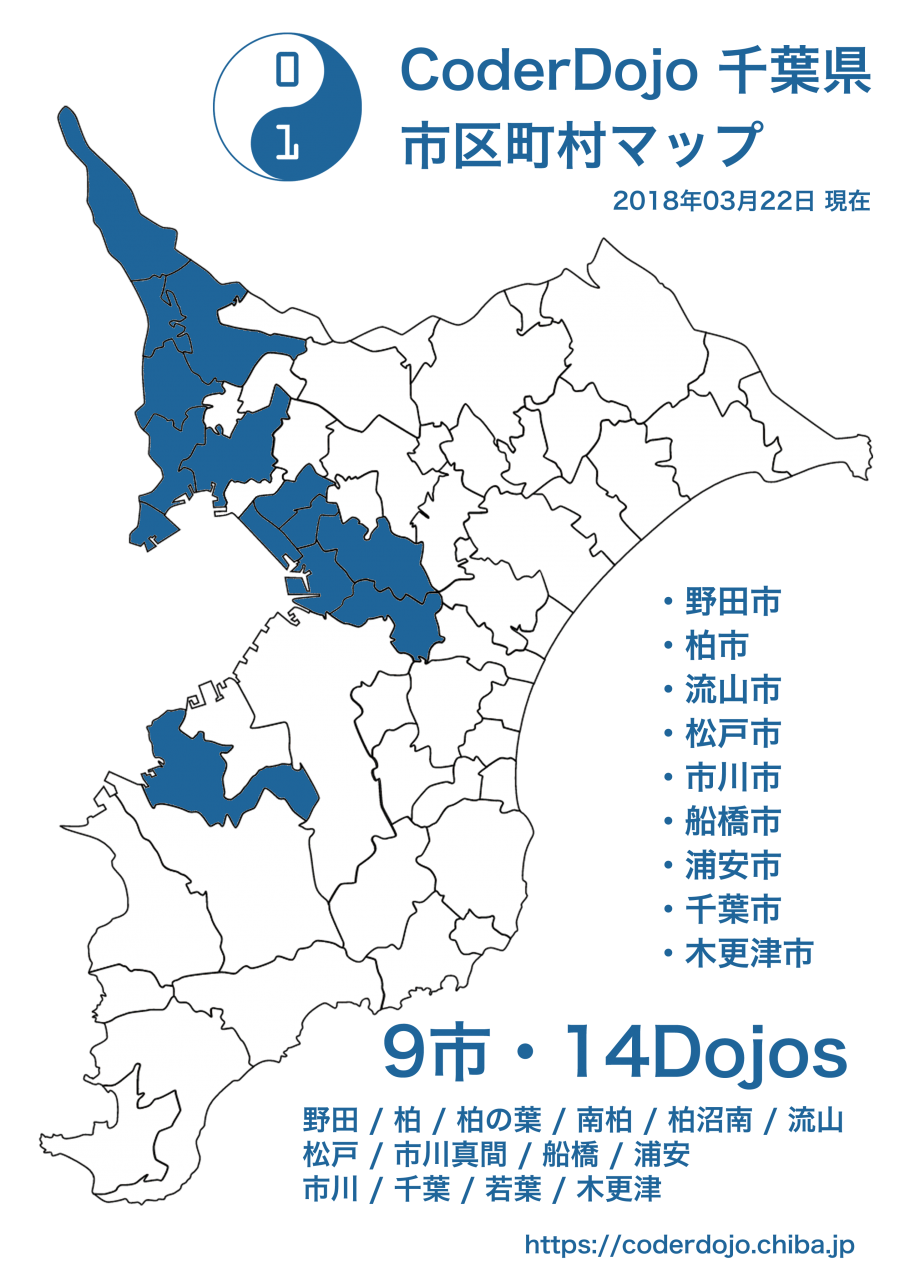 0
1
CoderDojo 千葉県
市区町村マップ
2018年03月22日 現在
・野田市
・柏市
・流山市
・松戸市
・市川市
・船橋市
・浦安市
・千葉市
・木更津市
9市・14Dojos
野田 / 柏 / 柏の葉 / 南柏 / 柏沼南 / 流山
松戸 / 市川真間 / 船橋 / 浦安
市川 / 千葉 / 若葉 / 木更津
https://coderdojo.chiba.jp